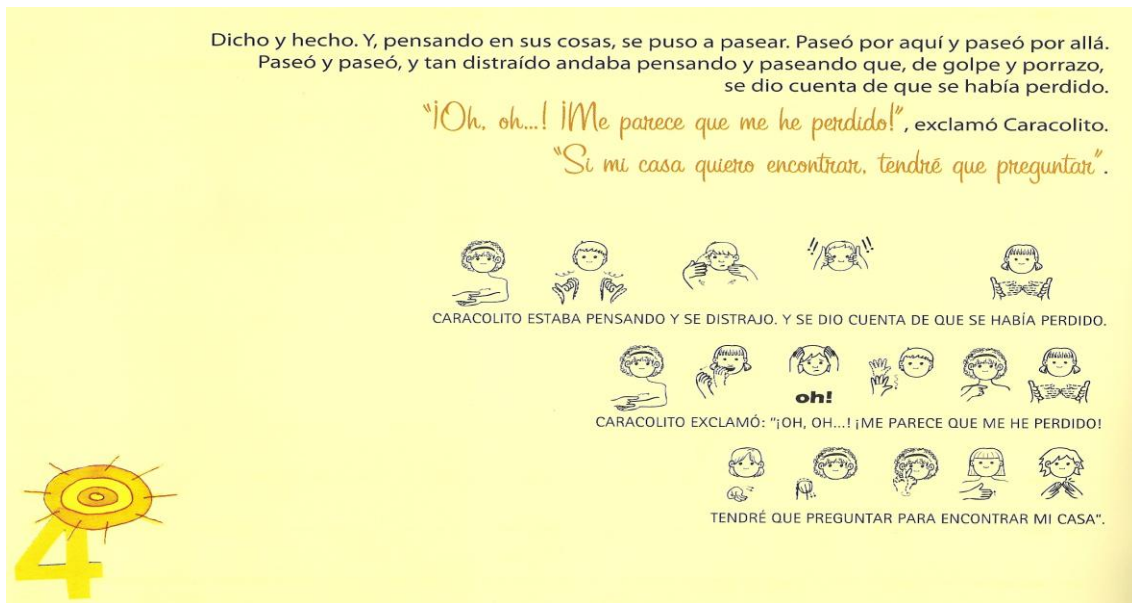 Dicho y hecho. Y, pensando en sus cosas, se puso a pasear. Paseó por aquí y paseó por allá.
Paseó y paseó, y tan distraído andaba pensando y paseando que, de golpe y porrazo,
se dio cuenta de que se había perdido.
"¡Oh, oh...! ¡Me parece que me he perdido!", exclamó Caracolito.
"Si mi casa quiero encontrar, tendré que preguntar".
!! !!
CARACOLITO ESTABA PENSANDO Y SE DISTRAJO. Y SE DIO CUENTA DE QUE SE HABÍA PERDIDO.
oh!
CARACOLITO EXCLAMÓ: "¡OH, OH...! ¡ME PARECE QUE ME HE PERDIDO!
TENDRÉ QUE PREGUNTAR PARA ENCONTRAR MI CASA".
4